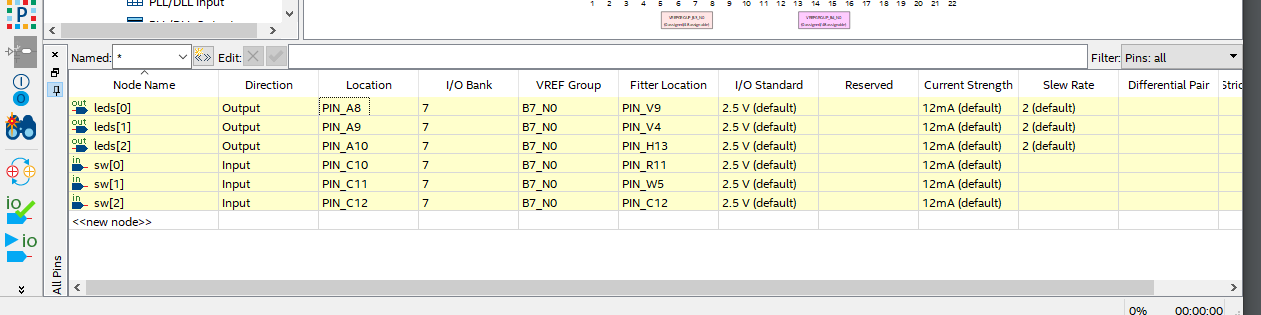 PLL/DLL Input
1 2 3 4 5 6 7 8 9 10 11 12 13 14 15 16 17 18 19 20 21 22
Named: * Edit: Filter: Pins: all
Node Name Direction Location I/O Bank VREF Group Fitter Location I/O Standard Reserved Current Strength Slew Rate Differential Pair Stric
out leds[0] Output PIN_A8 7 B7_N0 PIN_V9 2.5 V (default) 12mA (default) 2 (default)
out leds[1] Output PIN_A9 7 B7_N0 PIN_V4 2.5 V (default) 12mA (default) 2 (default)
out leds[2] Output PIN_A10 7 B7_N0 PIN_H13 2.5 V (default) 12mA (default) 2 (default)
in sw[0] Input PIN_C10 7 B7_N0 PIN_R11 2.5 V (default) 12mA (default)
in sw[1] Input PIN_C11 7 B7_N0 PIN_W5 2.5 V (default) 12mA (default)
in sw[2] Input PIN_C12 7 B7_N0 PIN_C12 2.5 V (default) 12mA (default)
<<new node>>
All Pins
P
io
io
0% 00:00:00